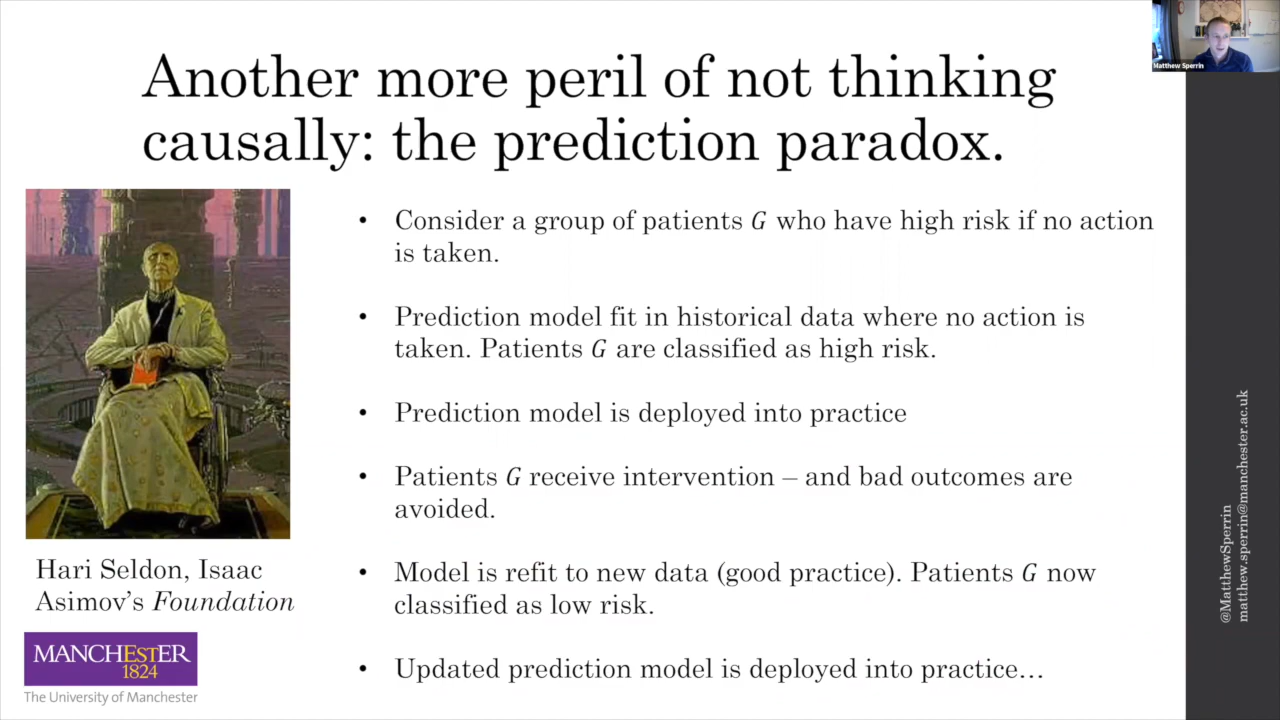 Another more peril of not thinking
causally: the prediction paradox.
Matthew Sperrin
• Consider a group of patients G who have high risk if no action
is taken.
• Prediction model fit in historical data where no action is
taken. Patients G are classified as high risk.
• Prediction model is deployed into practice
• Patients G receive intervention – and bad outcomes are
avoided.
• Model is refit to new data (good practice). Patients G now
classified as low risk.
• Updated prediction model is deployed into practice…
Hari Seldon, Isaac
Asimov’s Foundation
MANCHESTER
1824
The University of Manchester
@MatthewSperrin
matthew.sperrin@manchester.ac.uk